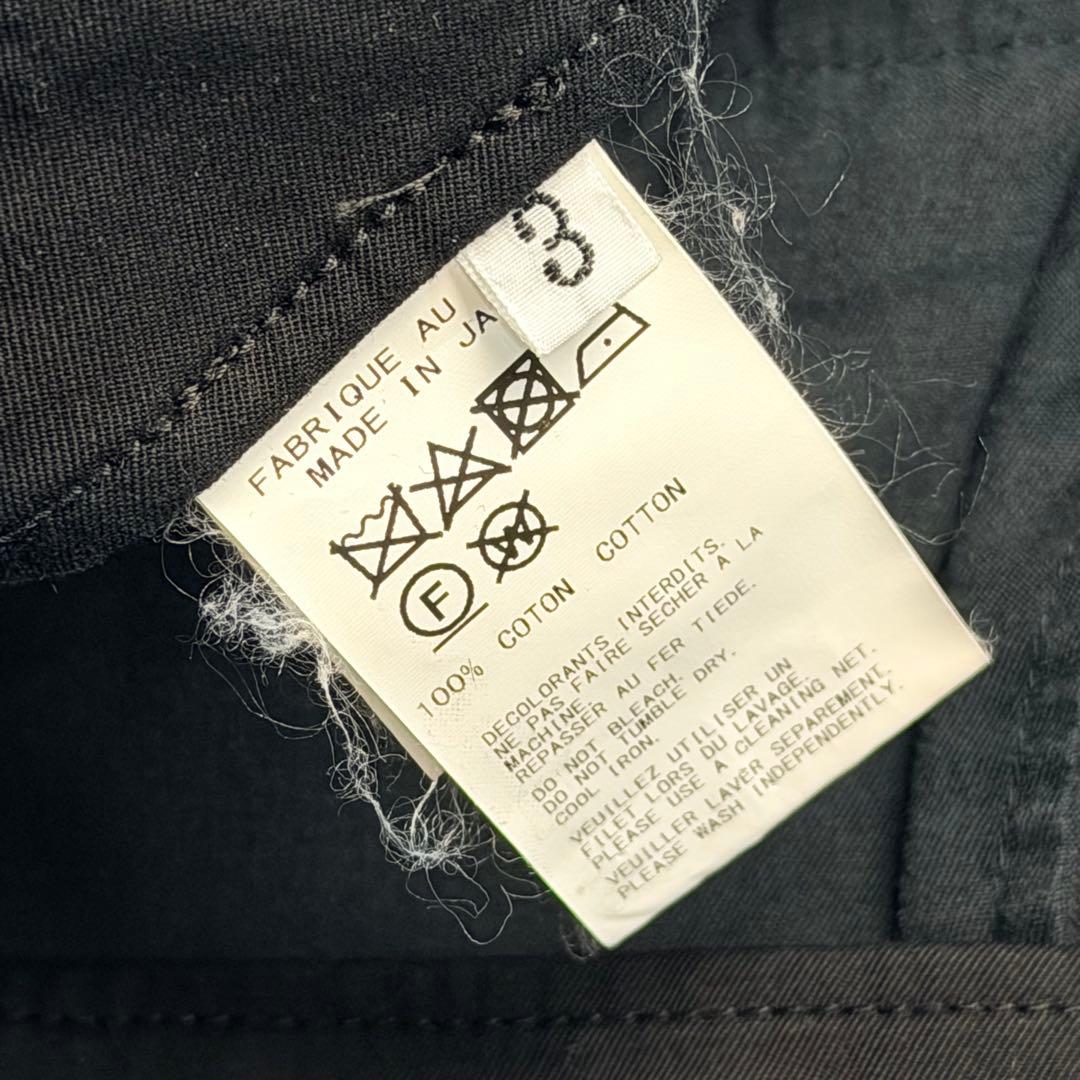 3
FABRIQUE AU
MADE IN JA
F W
100% COTON COTTON
DECOLORANTS INTERDITS.
NE PAS FAIRE SECHER A LA
MACHINE.
REPASSER AU FER TIEDE.
DO NOT BLEACH.
DO NOT TUMBLE DRY.
COOL IRON.
VEUILLEZ UTILISER UN
FILET LORS DU LAVAGE.
PLEASE USE A CLEANING NET.
VEUILLER LAVER SEPAREMENT.
PLEASE WASH INDEPENDENTLY.